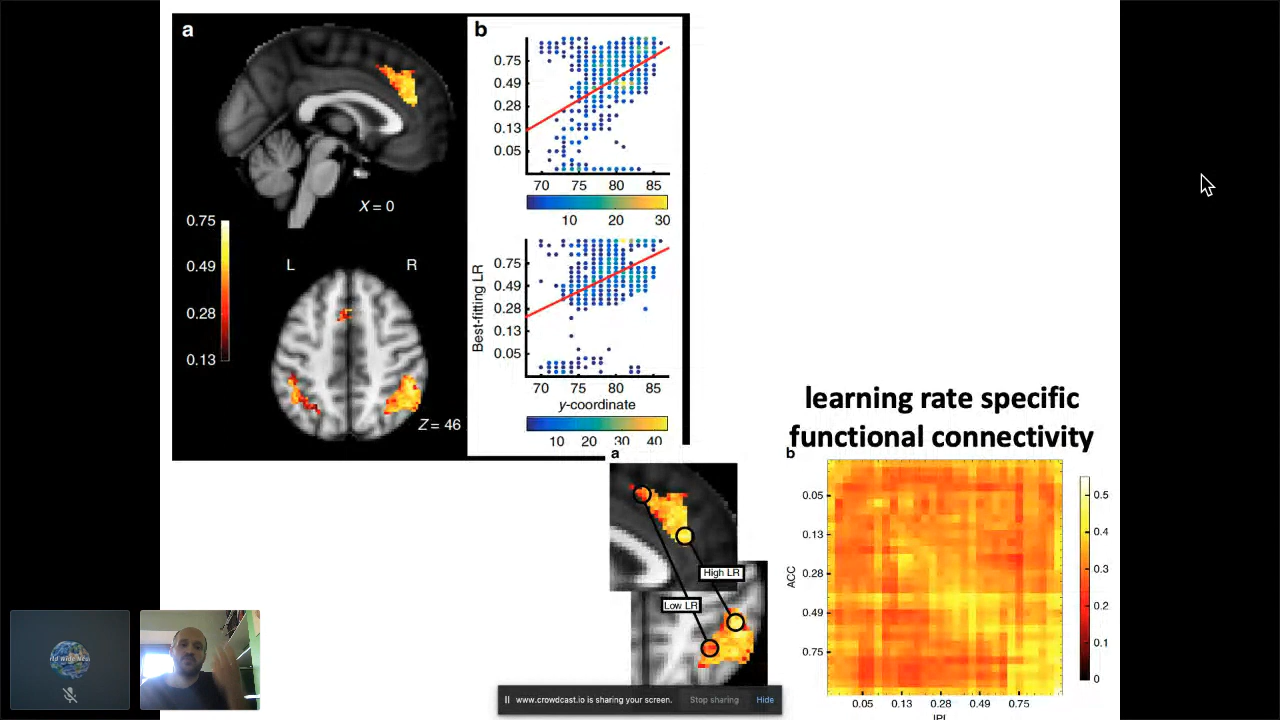 a
X = 0
0.75
0.49
0.28
0.13
L
R
Z = 46
b
0.75
0.49
0.28
0.13
0.05
70 75 80 85
10 20 30
Best-fitting LR
0.75
0.49
0.28
0.13
0.05
70 75 80 85
y-coordinate
10 20 30 40
learning rate specific
functional connectivity
a
High LR
Low LR
b
ACC
0.05
0.13
0.28
0.49
0.75
0.05 0.13 0.28 0.49 0.75
IPL
0.5
0.4
0.3
0.2
0.1
0
www.crowdcast.io is sharing your screen.
Stop sharing
Hide